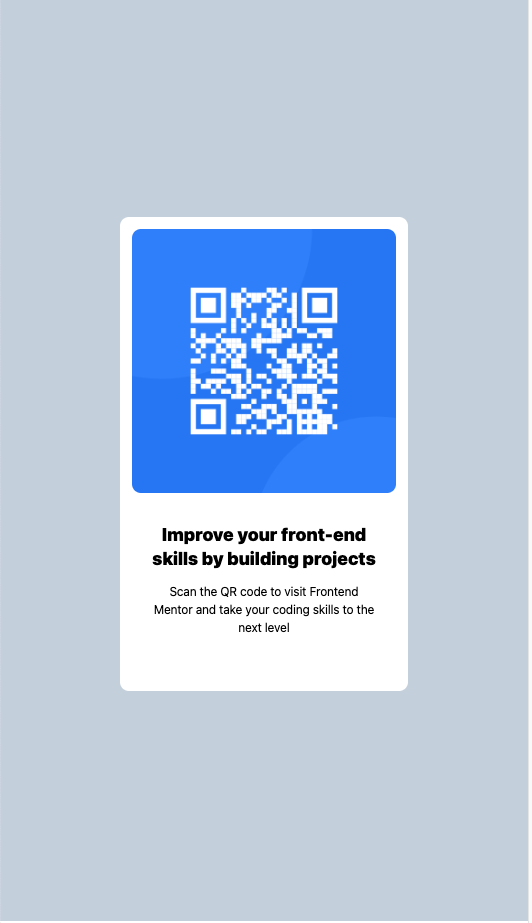 Improve your front-end
skills by building projects
Scan the QR code to visit Frontend
Mentor and take your coding skills to the
next level